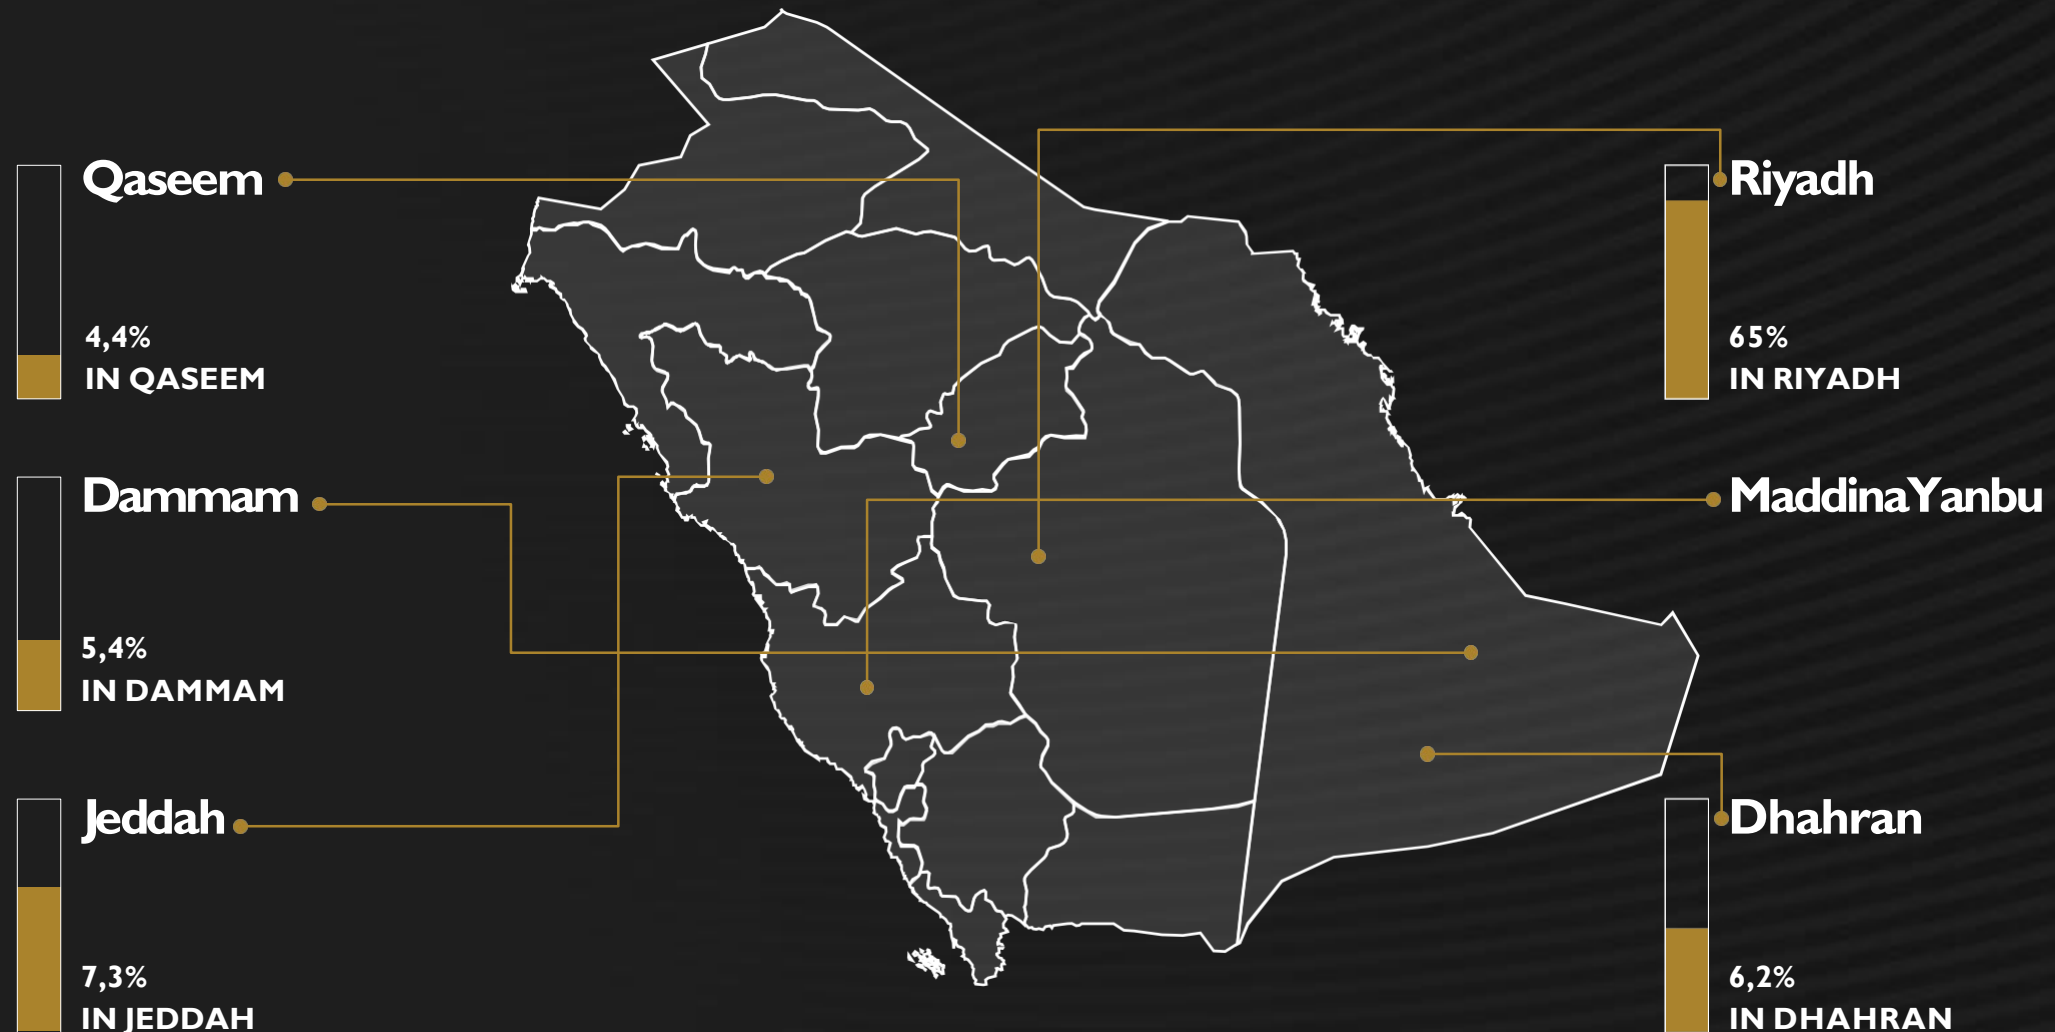 Qaseem
4,4%
IN QASEEM
Dammam
5,4%
IN DAMMAM
Jeddah
7,3%
IN JEDDAH
Riyadh
65%
IN RIYADH
MaddinaYanbu
Dhahran
6,2%
IN DHAHRAN